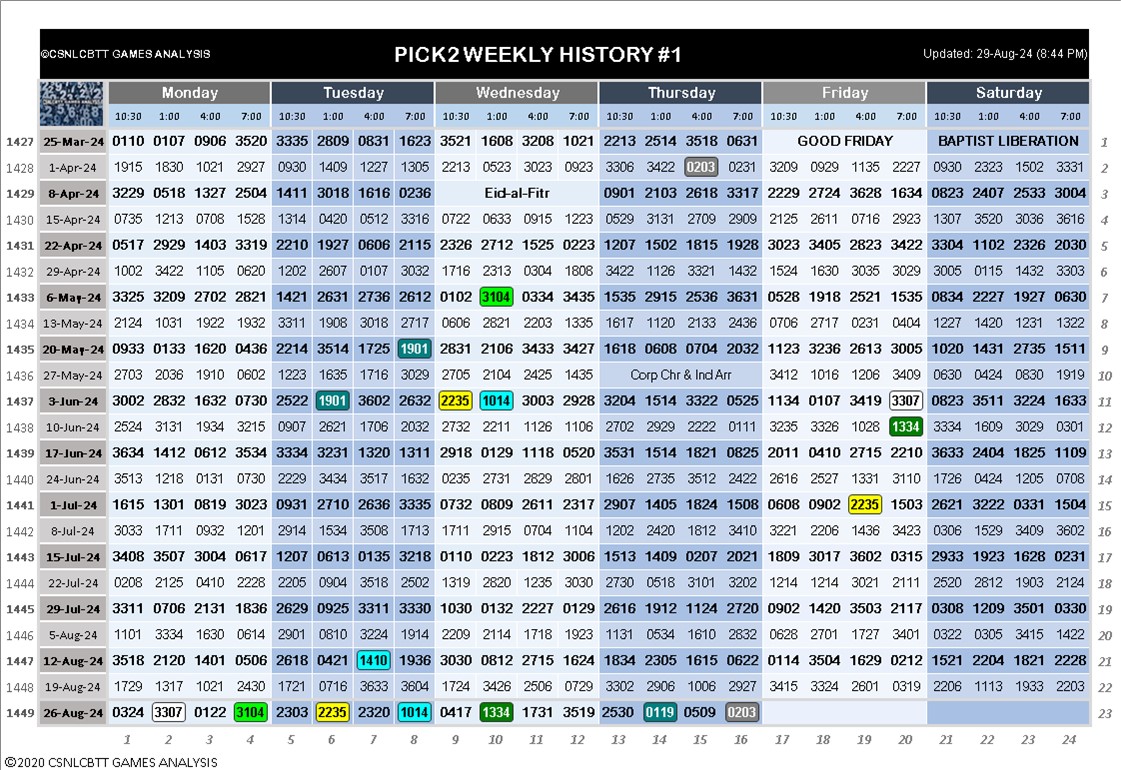 ©CSNLCBTT GAMES ANALYSIS PICK2 WEEKLY HISTORY #1 Updated: 29-Aug-24 (8:44 PM)
Monday Tuesday Wednesday Thursday Friday Saturday
10:30 1:00 4:00 7:00 10:30 1:00 4:00 7:00 10:30 1:00 4:00 7:00 10:30 1:00 4:00 7:00 10:30 1:00 4:00 7:00 10:30 1:00 4:00 7:00
1427 25-Mar-24 0110 0107 0906 3520 3335 2809 0831 1623 3521 1608 3208 1021 2213 2514 3518 0631 GOOD FRIDAY BAPTIST LIBERATION 1
1428 1-Apr-24 1915 1830 1021 2927 0930 1409 1227 1305 2213 0523 3023 0923 3306 3422 0203 0231 3209 0929 1135 2227 0930 2323 1502 3331 2
1429 8-Apr-24 3229 0518 1327 2504 1411 3018 1616 0236 Eid-al-Fitr 0901 2103 2618 3317 2229 2724 3628 1634 0823 2407 2533 3004 3
1430 15-Apr-24 0735 1213 0708 1528 1314 0420 0512 3316 0722 0633 0915 1223 0529 3131 2709 2909 2125 2611 0716 2923 1307 3520 3036 3616 4
1431 22-Apr-24 0517 2929 1403 3319 2210 1927 0606 2115 2326 2712 1525 0223 1207 1502 1815 1928 3023 3405 2823 3422 3304 1102 2326 2030 5
1432 29-Apr-24 1002 3422 1105 0620 1202 2607 0107 3032 1716 2313 0304 1808 3422 1126 3321 1432 1524 1630 3035 3029 3005 0115 1432 3303 6
1433 6-May-24 3325 3209 2702 2821 1421 2631 2736 2612 0102 3104 0334 3435 1535 2915 2536 3631 0528 1918 2521 1535 0834 2227 1927 0630 7
1434 13-May-24 2124 1031 1922 1932 3311 1908 3018 2717 0606 2821 2203 1335 1617 1120 2133 2436 0706 2717 0231 0404 1227 1420 1231 1322 8
1435 20-May-24 0933 0133 1620 0436 2214 3514 1725 1901 2831 2106 3433 3427 1618 0608 0704 2032 1123 3236 2613 3005 1020 1431 2735 1511 9
1436 27-May-24 2703 2036 1910 0602 1223 1635 1716 3029 2705 2104 2425 1435 Corp Chr & Ind Arr 3412 1016 1206 3409 0630 0424 0830 1919 10
1437 3-Jun-24 3002 2832 1632 0730 2522 1901 3602 2632 2235 1014 3003 2928 3204 1514 3322 0525 1134 0107 3419 3307 0823 3511 3224 1633 11
1438 10-Jun-24 2524 3131 1934 3215 0907 2621 1706 2032 2732 2211 1126 1106 2702 2929 2222 0111 3235 3326 1028 1334 3334 1609 3029 0301 12
1439 17-Jun-24 3634 1412 0612 3534 3334 3231 1320 1311 2918 0129 1118 0520 3531 1514 1821 0825 2011 0410 2715 2210 3633 2404 1825 1109 13
1440 24-Jun-24 3513 1218 0131 0730 2229 3434 3517 1632 0235 2731 2829 2801 1626 2735 3512 2422 2616 2527 1331 3110 1726 0424 1205 0708 14
1441 1-Jul-24 1615 1301 0819 3023 0931 2710 2636 3335 0732 0809 2611 2317 2907 1405 1824 1508 0608 0902 2235 1503 2621 3222 0331 1504 15
1442 8-Jul-24 3033 1711 0932 1201 2914 1534 3508 1713 1711 2915 0704 1104 1202 2420 1812 3410 3221 2206 1436 3423 0306 1529 3409 3602 16
1443 15-Jul-24 3408 3507 3004 0617 1207 0613 0135 3218 0110 0223 1812 3006 1513 1409 0207 2021 1809 3017 3602 0315 2933 1923 1628 0231 17
1444 22-Jul-24 0208 2125 0410 2228 2205 0904 3518 2502 1319 2820 1235 3030 2730 0518 3101 3202 1214 1214 3021 2111 2520 2812 1903 2124 18
1445 29-Jul-24 3311 0706 2131 1836 2629 0925 3311 3330 1030 0132 2227 0129 2616 1912 1124 2720 0902 1420 3503 2117 0308 1209 3501 0330 19
1446 5-Aug-24 1101 3334 1630 0614 2901 0810 3224 1914 2209 2114 1718 1923 1131 0534 1610 2832 0628 2701 1727 3401 0322 0305 3415 1422 20
1447 12-Aug-24 3518 2120 1401 0506 2618 0421 1410 1936 3030 0812 2715 1624 1834 2305 1615 0622 0114 3504 1629 0212 1521 2204 1821 2228 21
1448 19-Aug-24 1729 1317 1021 2430 1721 0716 3633 3604 1724 3426 2506 0729 3302 2906 1006 2927 3415 3324 2601 0319 2206 1113 1933 2203 22
1449 26-Aug-24 0324 3307 0122 3104 2303 2235 2320 1014 0417 1334 1731 3519 2530 0119 0509 0203 23
1 2 3 4 5 6 7 8 9 10 11 12 13 14 15 16 17 18 19 20 21 22 23 24
©2020 CSNLCBTT GAMES ANALYSIS